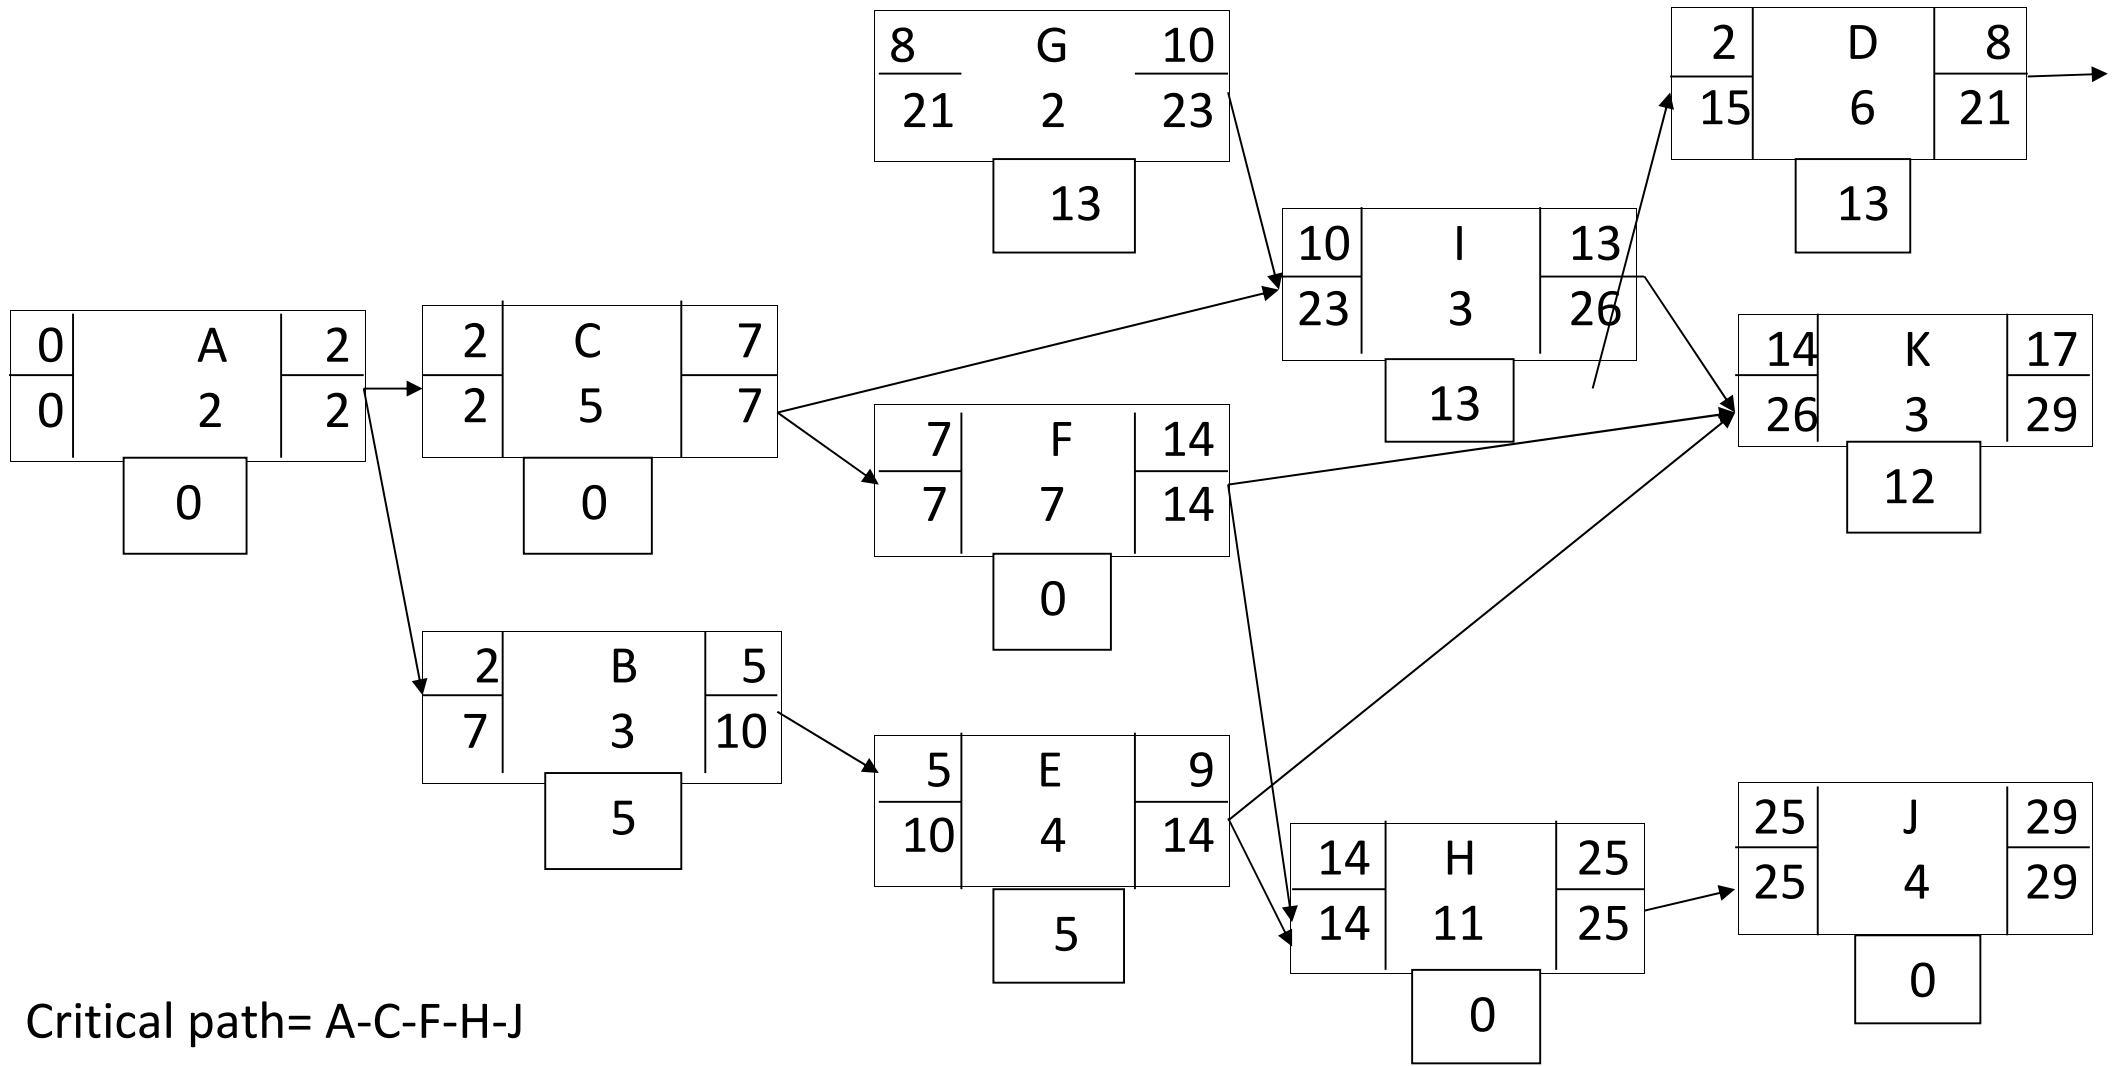 8 G 10
21 2 23
13
2 D 8
15 6 21
13
10 I 13
23 3 26
13
0 A 2
0 2 2
0
2 C 7
2 5 7
0
7 F 14
7 7 14
0
14 K 17
26 3 29
12
2 B 5
7 3 10
5
5 E 9
10 4 14
5
14 H 25
14 11 25
0
25 J 29
25 4 29
0
Critical path= A-C-F-H-J